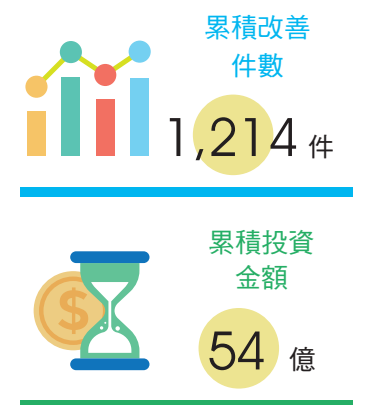 累積改善
件數
1,214 件
累積投資
金額
54 億